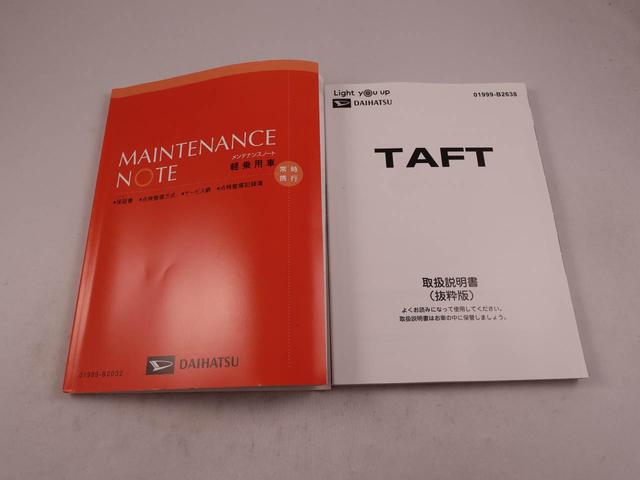 MAINTENANCE
NOTE
メンテナンスノート
軽乗用車
常時
携行
●保証書 ●点検整備方式 ●サービス網 ●点検整備記録簿
DAIHATSU
01999-B2032
Light you up
DAIHATSU
01999-B2638
TAFT
取扱説明書
(抜粋版)
よくお読みになって使用してください。
取扱説明書はお車の中に保管しましょう。